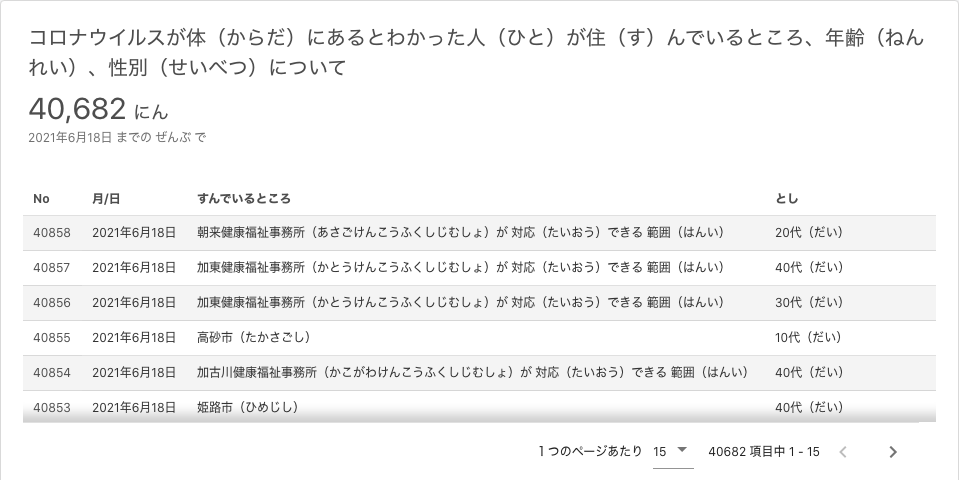 コロナウイルスが体（からだ）にあるとわかった人（ひと）が住（す）んでいるところ、年齢（ねん
れい）、性別（せいべつ）について
40,682 にん
2021年6月18日 までの ぜんぶ で
No 月/日 すんでいるところ とし
40858 2021年6月18日 朝来健康福祉事務所（あさごけんこうふくしじむしょ）が 対応（たいおう）できる 範囲（はんい） 20代（だい）
40857 2021年6月18日 加東健康福祉事務所（かとうけんこうふくしじむしょ）が 対応（たいおう）できる 範囲（はんい） 40代（だい）
40856 2021年6月18日 加東健康福祉事務所（かとうけんこうふくしじむしょ）が 対応（たいおう）できる 範囲（はんい） 30代（だい）
40855 2021年6月18日 高砂市（たかさごし） 10代（だい）
40854 2021年6月18日 加古川健康福祉事務所（かこがわけんこうふくしじむしょ）が 対応（たいおう）できる 範囲（はんい） 40代（だい）
40853 2021年6月18日 姫路市（ひめじし） 40代（だい）
1 つのページあたり 15 40682 項目中 1 - 15